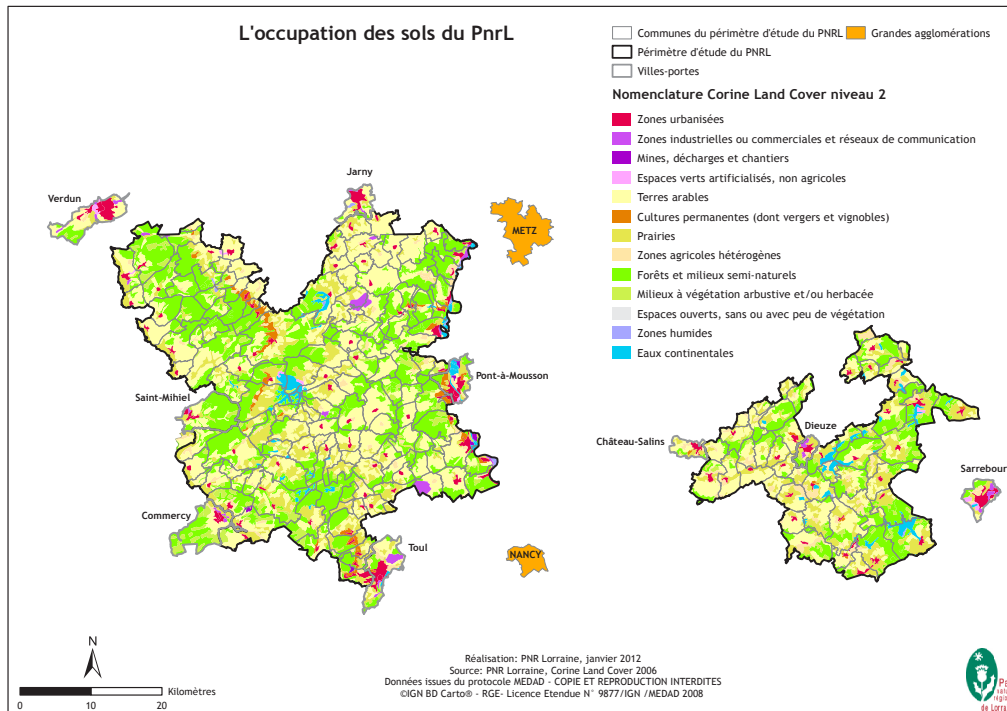 L'occupation des sols du PnrL
Communes du périmètre d'étude du PNRL
Grandes agglomérations
Périmètre d'étude du PNRL
Villes-portes
Nomenclature Corine Land Cover niveau 2
Zones urbanisées
Zones industrielles ou commerciales et réseaux de communication
Mines, décharges et chantiers
Espaces verts artificialisés, non agricoles
Terres arables
Cultures permanentes (dont vergers et vignobles)
Prairies
Zones agricoles hétérogènes
Forêts et milieux semi-naturels
Milieux à végétation arbustive et/ou herbacée
Espaces ouverts, sans ou avec peu de végétation
Zones humides
Eaux continentales
Jarny
Verdun
METZ
Pont-à-Mousson
Saint-Mihiel
Dieuze
Château-Salins
Sarrebour
Commercy
Toul
NANCY
N
Kilomètres
0 10 20
Réalisation: PNR Lorraine, janvier 2012
Source: PNR Lorraine, Corine Land Cover 2006
Données issues du protocole MEDAD - COPIE ET REPRODUCTION INTERDITES
©IGN BD Carto® - RGE- Licence Etendue N° 9877/IGN /MEDAD 2008
Pa
natu
régio
de Lorrai